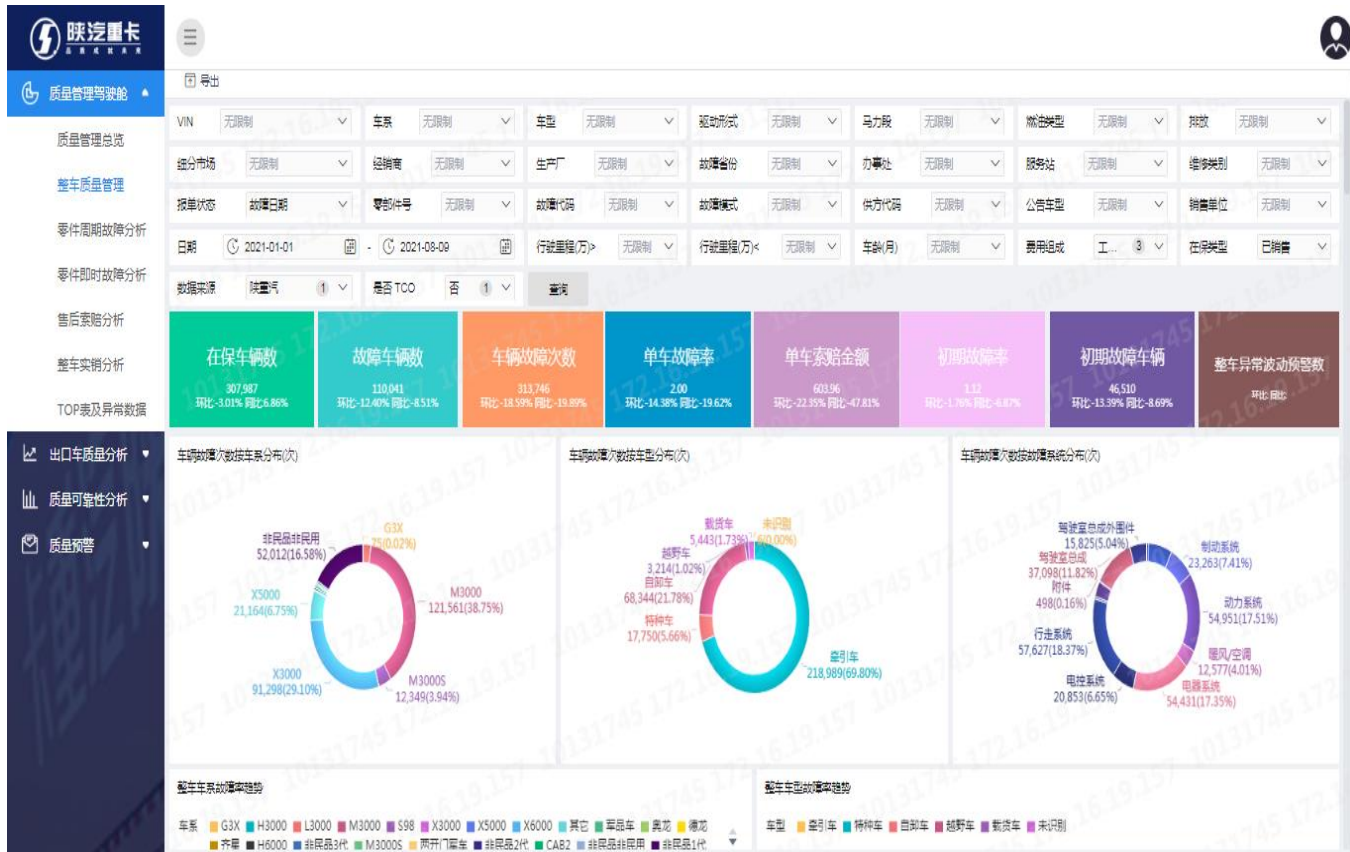 陕汽重卡
品质成就未来
导出
质量管理驾驶舱
质量管理总览
整车质量管理
零件周期故障分析
零件即时故障分析
售后索赔分析
整车实销分析
TOP表及异常数据
出口车质量分析
质量可靠性分析
质量预警
VIN 无限制 车系 无限制 车型 无限制 驱动形式 无限制 马力段 无限制 燃油类型 无限制 排放 无限制
细分市场 无限制 经销商 无限制 生产厂 无限制 故障省份 无限制 办事处 无限制 服务站 无限制 维修类别 无限制
报单状态 故障日期 零部件号 无限制 故障代码 无限制 故障模式 无限制 供方代码 无限制 公告车型 无限制 销售单位 无限制
日期 2021-01-01 - 2021-08-09 行驶里程(万)> 无限制 行驶里程(万)< 无限制 车龄(月) 无限制 费用组成 工... 3 在保类型 已销售
数据来源 陕重汽 1 是否TCO 否 1 查询
在保车辆数 故障车辆数 车辆故障次数 单车故障率 单车索赔金额 初期故障率 初期故障车辆 整车异常波动预警数
307,987 110,041 313,746 2.00 603.96 1.12 46,510
环比-3.01% 同比6.86% 环比-12.40% 同比-8.51% 环比-18.59% 同比-19.89% 环比-14.38% 同比-19.62% 环比-22.35% 同比-47.81% 环比-1.76% 同比-6.87% 环比-13.39% 同比-8.69% 环比 同比
车辆故障次数按车系分布(次)
G3X
75(0.02%)
非民品非民用
52,012(16.58%)
X5000
21,164(6.75%)
M3000
121,561(38.75%)
X3000
91,298(29.10%)
M3000S
12,349(3.94%)
车辆故障次数按车型分布(次)
载货车
5,443(1.73%)
未识别
6(0.00%)
越野车
3,214(1.02%)
自卸车
68,344(21.78%)
特种车
17,750(5.66%)
牵引车
218,989(69.80%)
车辆故障次数按故障系统分布(次)
驾驶室总成外围件
15,825(5.04%)
驾驶室总成
37,098(11.82%)
附件
498(0.16%)
行走系统
57,627(18.37%)
电控系统
20,853(6.65%)
制动系统
23,263(7.41%)
动力系统
54,951(17.51%)
暖风/空调
12,577(4.01%)
电器系统
54,431(17.35%)
整车车系故障率趋势
车系 G3X H3000 L3000 M3000 S98 X3000 X5000 X6000 其它 军品车 奥龙 德龙
齐星 H6000 非民品3代 M3000S 两开门军车 非民品2代 CAB2 非民品非民用 非民品1代
整车车型故障率趋势
车型 牵引车 特种车 自卸车 越野车 载货车 未识别